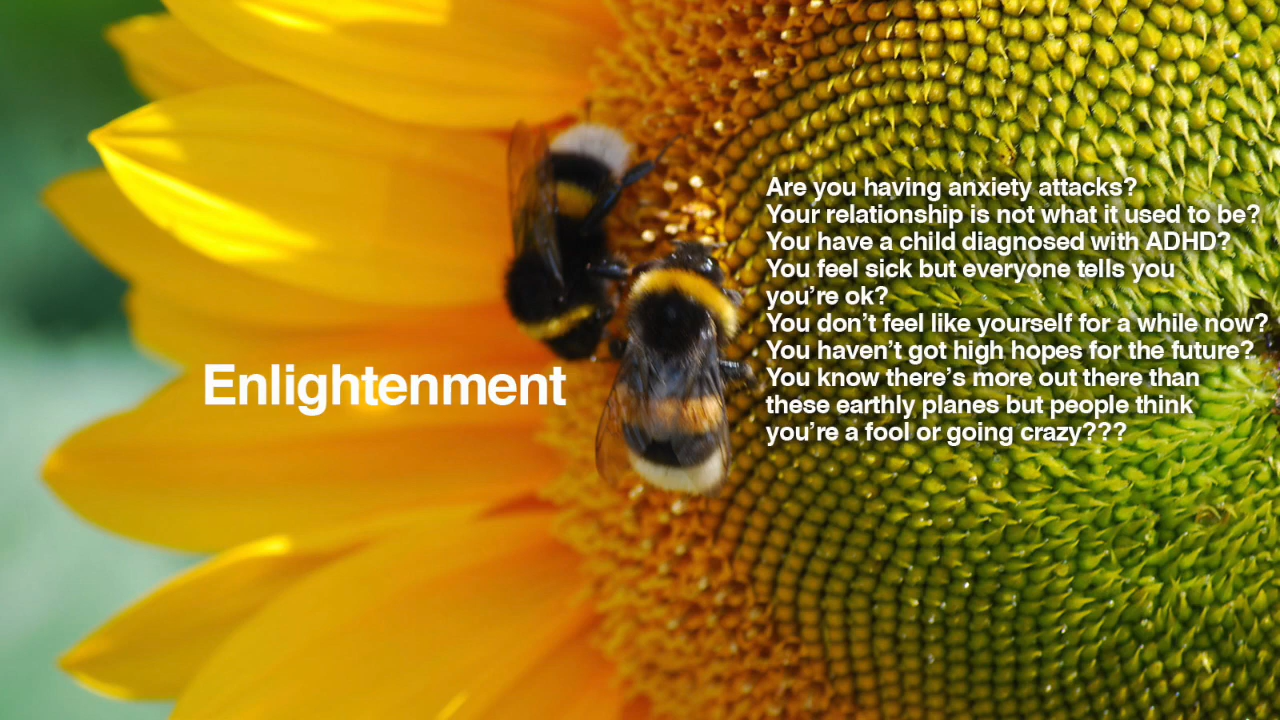 Enlightenment
Are you having anxiety attacks?
Your relationship is not what it used to be?
You have a child diagnosed with ADHD?
You feel sick but everyone tells you
you’re ok?
You don’t feel like yourself for a while now?
You haven’t got high hopes for the future?
You know there’s more out there than
these earthly planes but people think
you’re a fool or going crazy???